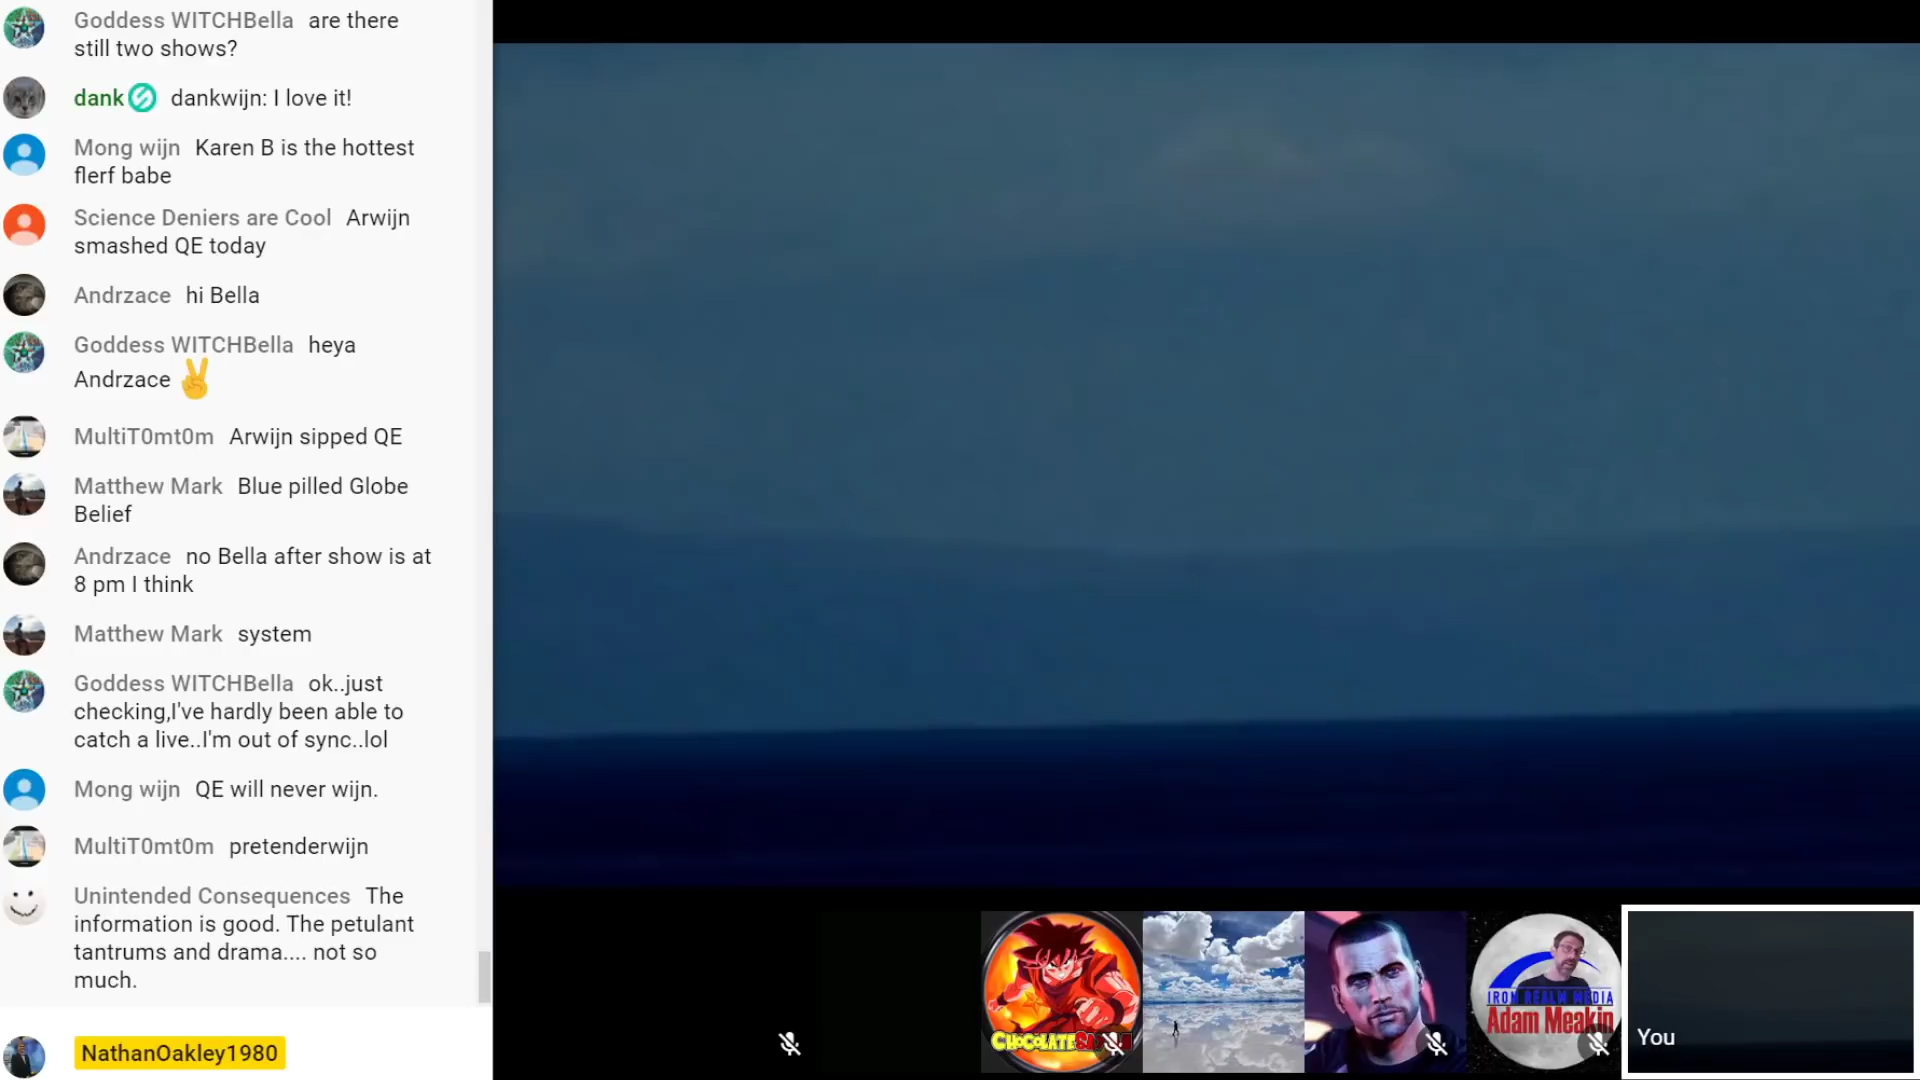 Goddess WITCHBella are there
still two shows?
dank dankwijn: I love it!
Mong wijn Karen B is the hottest
flerf babe
Science Deniers are Cool Arwijn
smashed QE today
Andrzace hi Bella
Goddess WITCHBella heya
Andrzace
MultiT0mt0m Arwijn sipped QE
Matthew Mark Blue pilled Globe
Belief
Andrzace no Bella after show is at
8 pm I think
Matthew Mark system
Goddess WITCHBella ok..just
checking,I've hardly been able to
catch a live..I'm out of sync..lol
Mong wijn QE will never wijn.
MultiT0mt0m pretenderwijn
Unintended Consequences The
information is good. The petulant
tantrums and drama.... not so
much.
NathanOakley1980
IRON REALM MEDIA
Adam Meakin
You